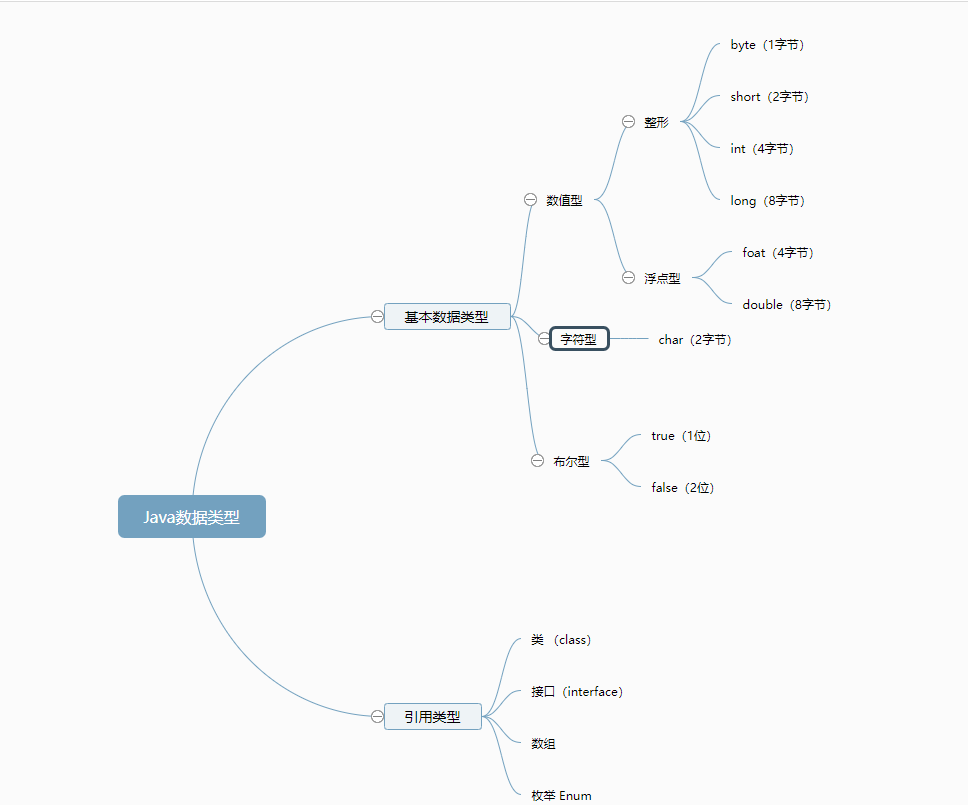 byte（1字节）
short（2字节）
整形
int（4字节）
long（8字节）
数值型
foat（4字节）
浮点型
double（8字节）
基本数据类型
字符型
char（2字节）
true（1位）
布尔型
false（2位）
Java数据类型
类 （class）
接口（interface）
引用类型
数组
枚举 Enum